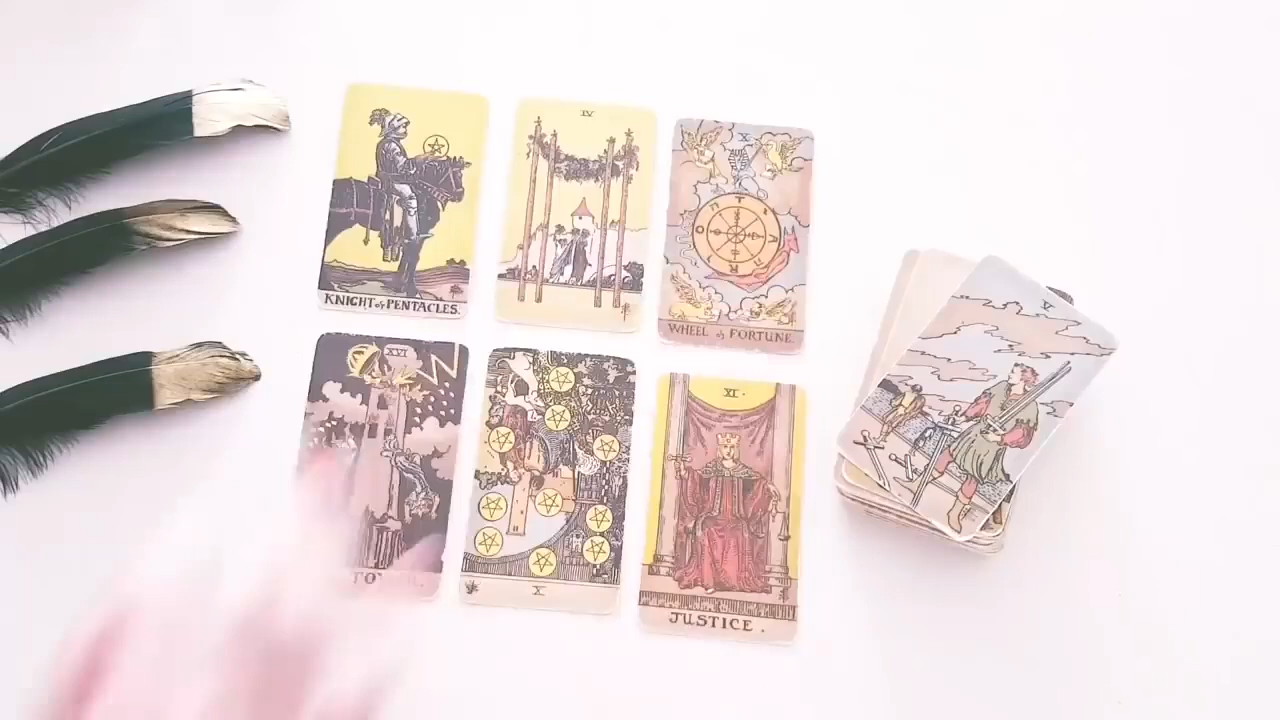 KNIGHT of PENTACLES.
IV
X
WHEEL of FORTUNE.
XVI
X
XI.
JUSTICE.
V